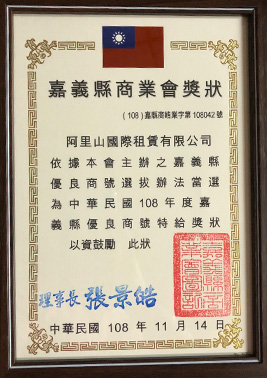 嘉義縣商業會獎狀
（108）嘉縣商皓業字第108042號
阿里山國際租賃有限公司
依據本會主辦之嘉義縣
優良商號選拔辦法當選
為中華民國108年度嘉
義縣優良商號特給獎狀
以資鼓勵 此狀
理事長 張景皓
中華民國 108 年 11 月 14 日